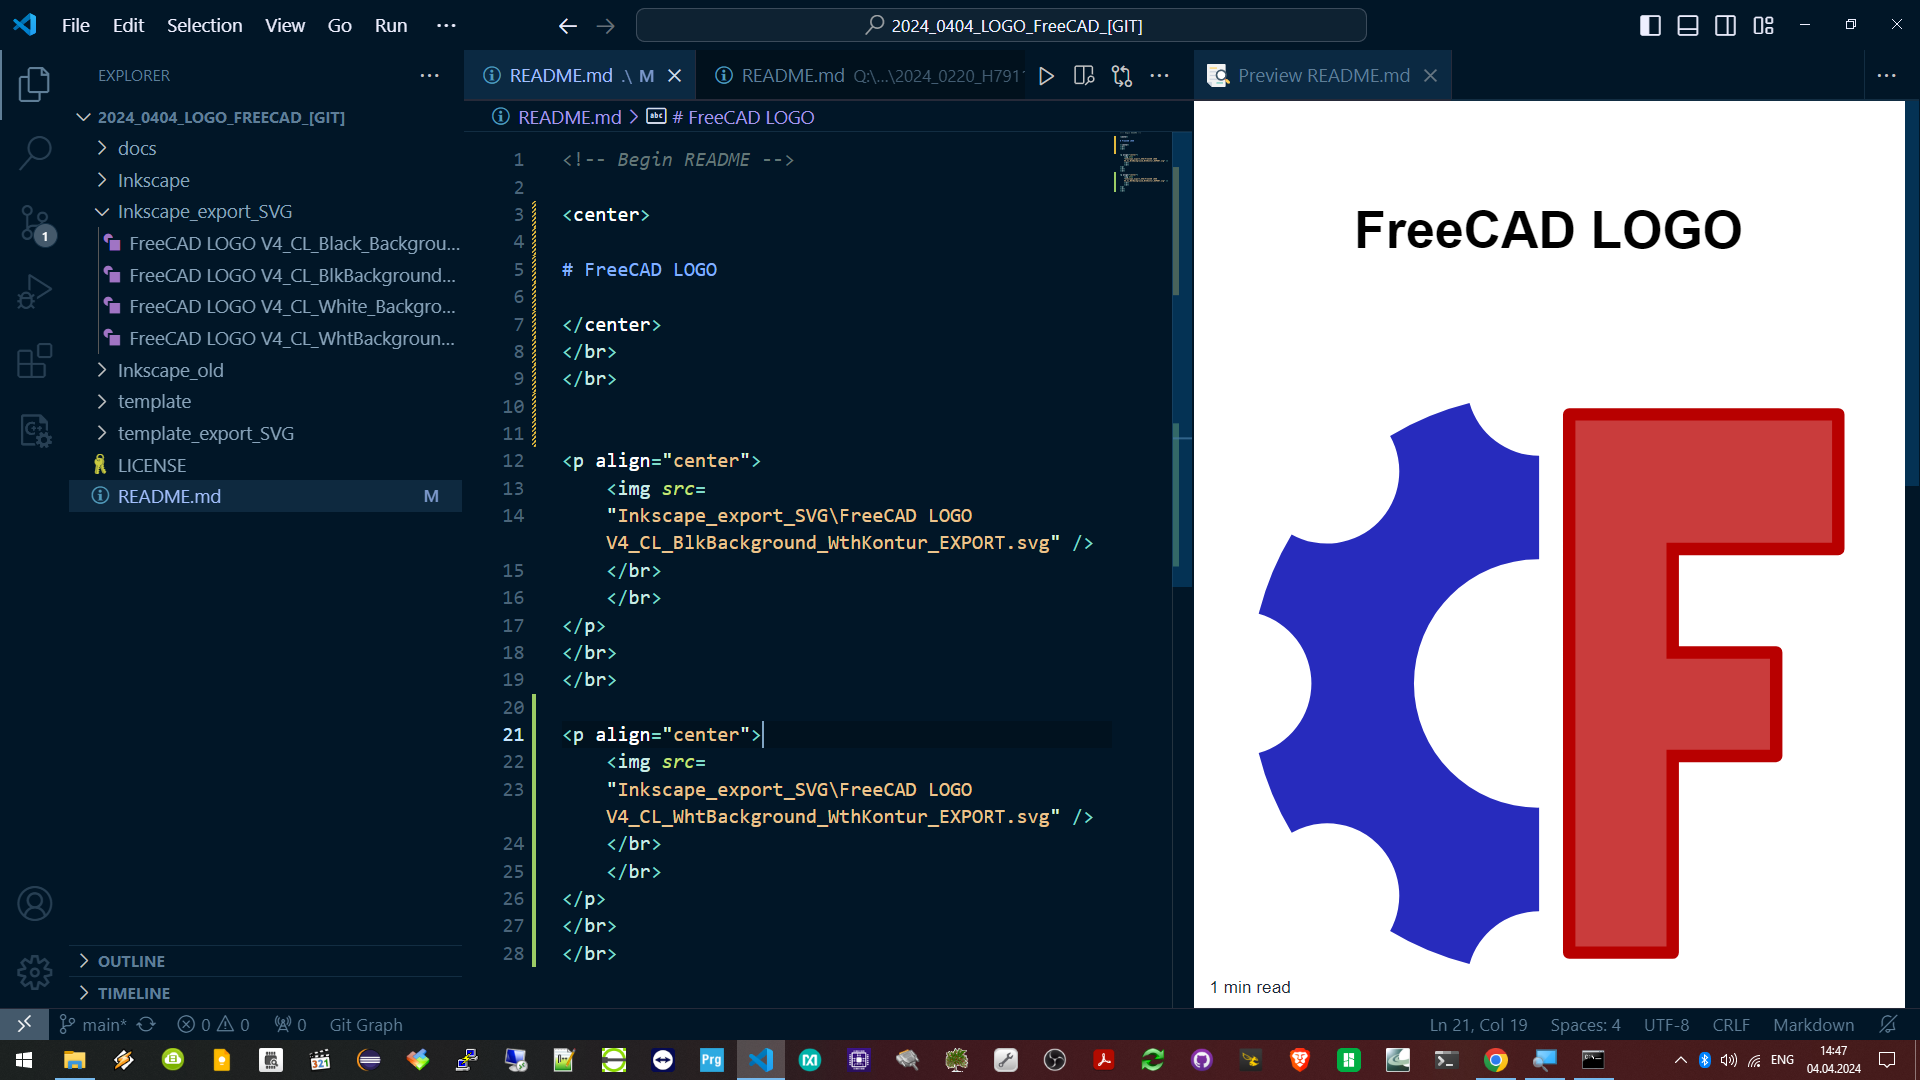 File Edit Selection View Go Run ···
2024_0404_LOGO_FreeCAD_[GIT]
EXPLORER
2024_0404_LOGO_FREECAD_[GIT]
docs
Inkscape
Inkscape_export_SVG
FreeCAD LOGO V4_CL_Black_Backgrou...
FreeCAD LOGO V4_CL_BlkBackground...
FreeCAD LOGO V4_CL_White_Backgro...
FreeCAD LOGO V4_CL_WhtBackgroun...
Inkscape_old
template
template_export_SVG
LICENSE
README.md M
OUTLINE
TIMELINE
1
README.md .\ M
README.md Q:\...\2024_0220_H791
README.md > # FreeCAD LOGO
1 <!-- Begin README -->
2
3 <center>
4
5 # FreeCAD LOGO
6
7 </center>
8 </br>
9 </br>
10
11
12 <p align="center">
13 <img src=
14 "Inkscape_export_SVG\FreeCAD LOGO
V4_CL_BlkBackground_WthKontur_EXPORT.svg" />
15 </br>
16 </br>
17 </p>
18 </br>
19 </br>
20
21 <p align="center">
22 <img src=
23 "Inkscape_export_SVG\FreeCAD LOGO
V4_CL_WhtBackground_WthKontur_EXPORT.svg" />
24 </br>
25 </br>
26 </p>
27 </br>
28 </br>
Preview README.md
FreeCAD LOGO
F
1 min read
main* 0 0 0 Git Graph
Ln 21, Col 19 Spaces: 4 UTF-8 CRLF Markdown
321
Prg
ENG
14:47
04.04.2024